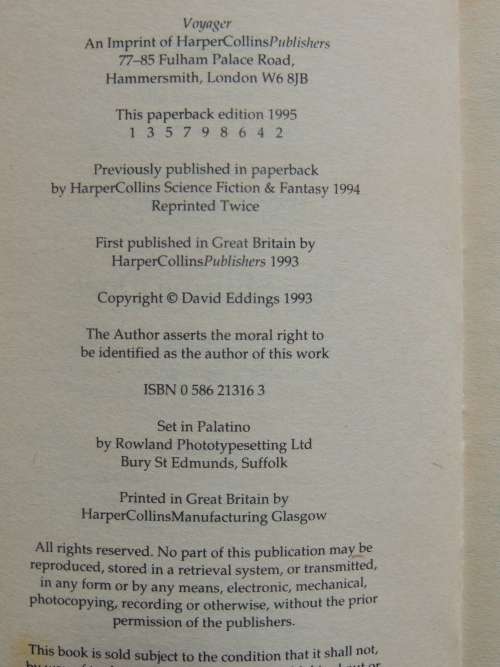 Voyager
An Imprint of HarperCollinsPublishers
77–85 Fulham Palace Road,
Hammersmith, London W6 8JB
This paperback edition 1995
1 3 5 7 9 8 6 4 2
Previously published in paperback
by HarperCollins Science Fiction & Fantasy 1994
Reprinted Twice
First published in Great Britain by
HarperCollinsPublishers 1993
Copyright © David Eddings 1993
The Author asserts the moral right to
be identified as the author of this work
ISBN 0 586 21316 3
Set in Palatino
by Rowland Phototypesetting Ltd
Bury St Edmunds, Suffolk
Printed in Great Britain by
HarperCollinsManufacturing Glasgow
All rights reserved. No part of this publication may be
reproduced, stored in a retrieval system, or transmitted,
in any form or by any means, electronic, mechanical,
photocopying, recording or otherwise, without the prior
permission of the publishers.
This book is sold subject to the condition that it shall not,